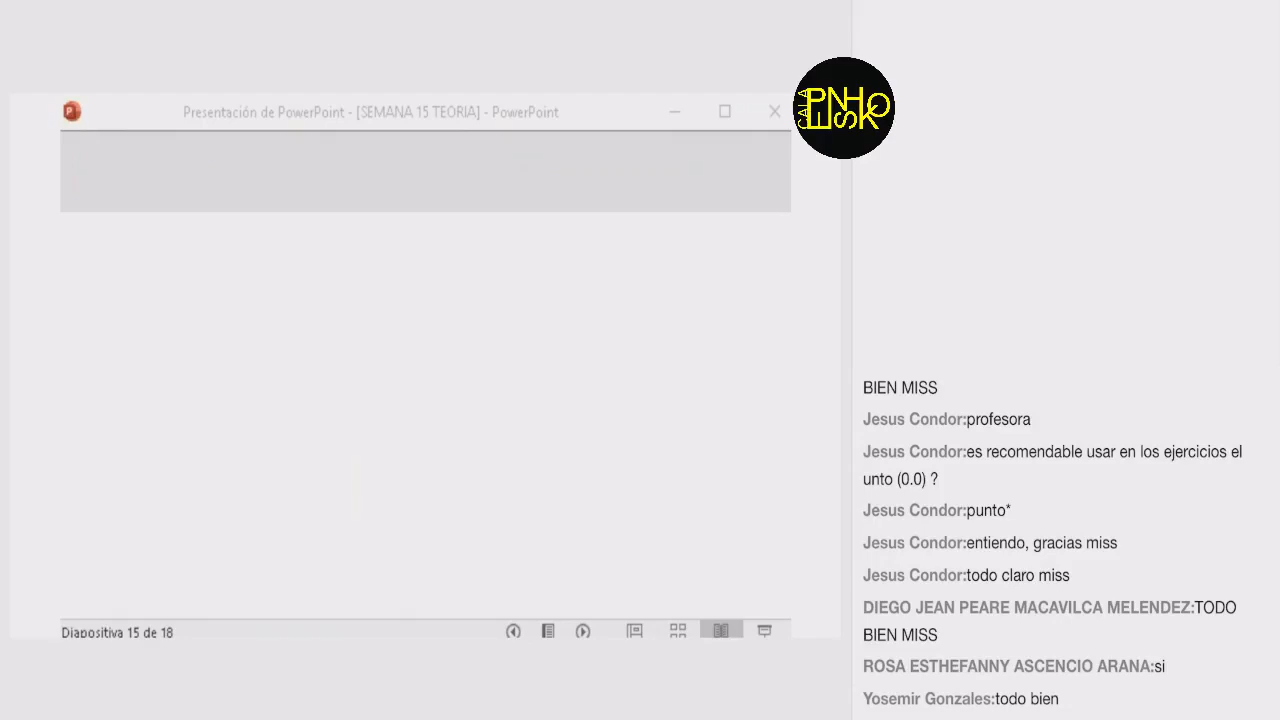 Presentación de PowerPoint - [SEMANA 15 TEORIA] - PowerPoint
CALA
PENHSKO
BIEN MISS
Jesus Condor:profesora
Jesus Condor:es recomendable usar en los ejercicios el
unto (0.0) ?
Jesus Condor:punto*
Jesus Condor:entiendo, gracias miss
Jesus Condor:todo claro miss
DIEGO JEAN PEARE MACAVILCA MELENDEZ:TODO
BIEN MISS
ROSA ESTHEFANNY ASCENCIO ARANA:si
Yosemir Gonzales:todo bien
Diapositiva 15 de 18